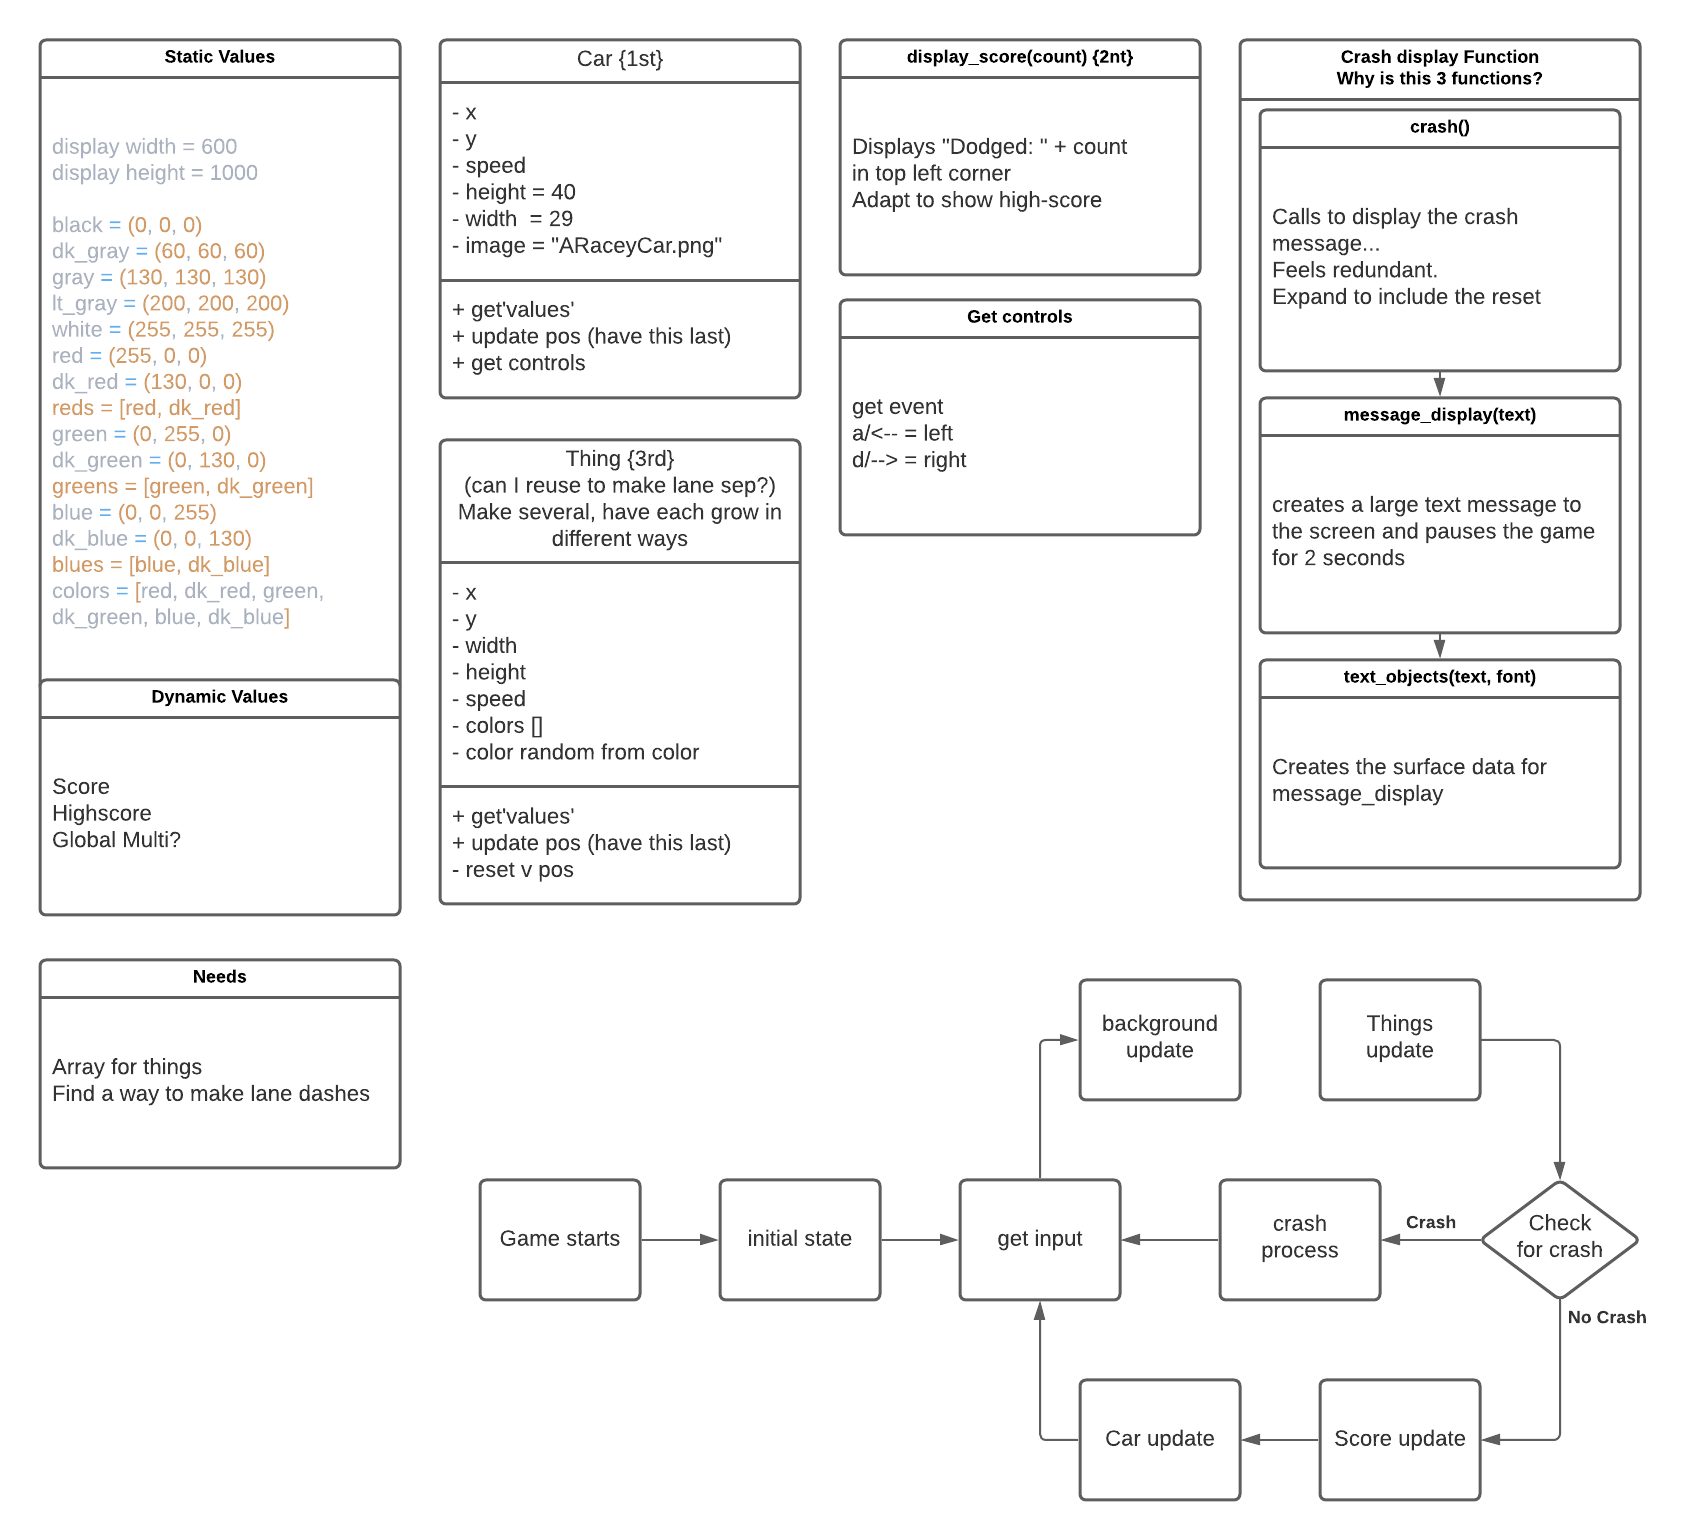 Static Values
display width = 600
display height = 1000
black = (0, 0, 0)
dk_gray = (60, 60, 60)
gray = (130, 130, 130)
lt_gray = (200, 200, 200)
white = (255, 255, 255)
red = (255, 0, 0)
dk_red = (130, 0, 0)
reds = [red, dk_red]
green = (0, 255, 0)
dk_green = (0, 130, 0)
greens = [green, dk_green]
blue = (0, 0, 255)
dk_blue = (0, 0, 130)
blues = [blue, dk_blue]
colors = [red, dk_red, green,
dk_green, blue, dk_blue]
Dynamic Values
Score
Highscore
Global Multi?
Needs
Array for things
Find a way to make lane dashes
Car {1st}
- x
- y
- speed
- height = 40
- width  = 29
- image = "ARaceyCar.png"
+ get'values'
+ update pos (have this last)
+ get controls
Thing {3rd}
(can I reuse to make lane sep?)
Make several, have each grow in
different ways
- x
- y
- width
- height
- speed
- colors []
- color random from color
+ get'values'
+ update pos (have this last)
- reset v pos
display_score(count) {2nt}
Displays "Dodged: " + count
in top left corner
Adapt to show high-score
Get controls
get event
a/<-- = left
d/--> = right
Crash display Function
Why is this 3 functions?
crash()
Calls to display the crash
message...
Feels redundant.
Expand to include the reset
message_display(text)
creates a large text message to
the screen and pauses the game
for 2 seconds
text_objects(text, font)
Creates the surface data for
message_display
background
update
Things
update
Game starts
initial state
get input
crash
process
Crash
Check
for crash
No Crash
Car update
Score update